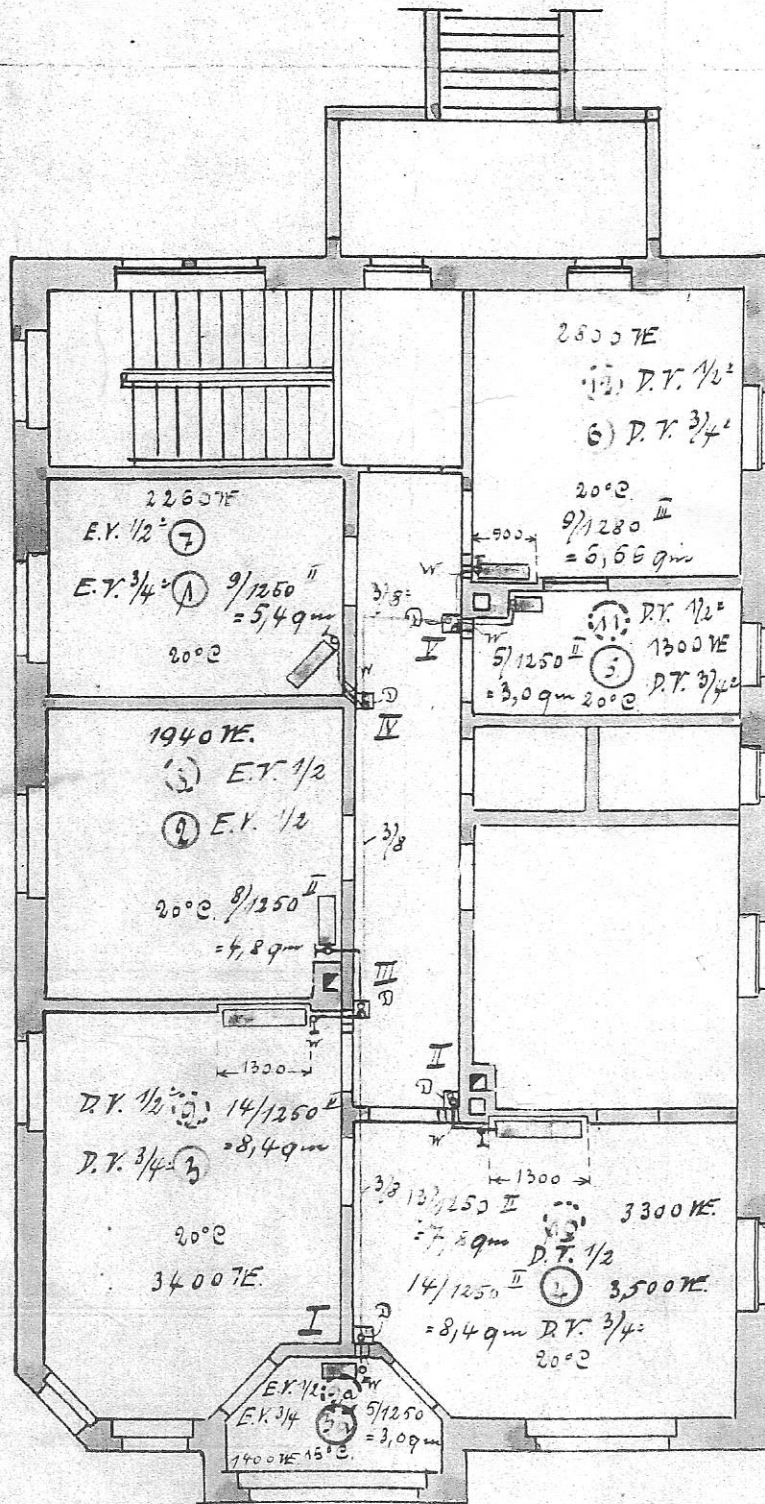 2800 WE
12 D.V. 1/2"
6 D.V. 3/4"
20°C.
9/1280 III
= 6,66 qm
900
2260 WE
E.V. 1/2" 7
E.V. 3/4" 1
9/1250 II
= 5,4 qm
20°C
W
3/8"
D
V
W
11 D.V. 1/2"
1300 WE
5/1250 II
5
D.V. 3/4"
= 3,0 qm 20°C.
W
D
IV
1940 WE.
E.V. 1/2
2 E.V. 1/2
3/8
20°C. 8/1250 II
= 4,8 qm
III
D
W
1300
II
D
W
1300
D.V. 1/2"
14/1250 II
= 8,4 qm
D.V. 3/4" 3
20°C
3400 WE.
3/8
13/1250 II
= 7,8 qm
10
3300 WE.
D.V. 1/2
14/1250 II
4
3,500 WE.
= 8,4 qm D.V. 3/4"
20°C
I
D
W
E.V. 1/2
a
E.V. 3/4
5/1250
= 3,0 qm
1400 WE 15°C.